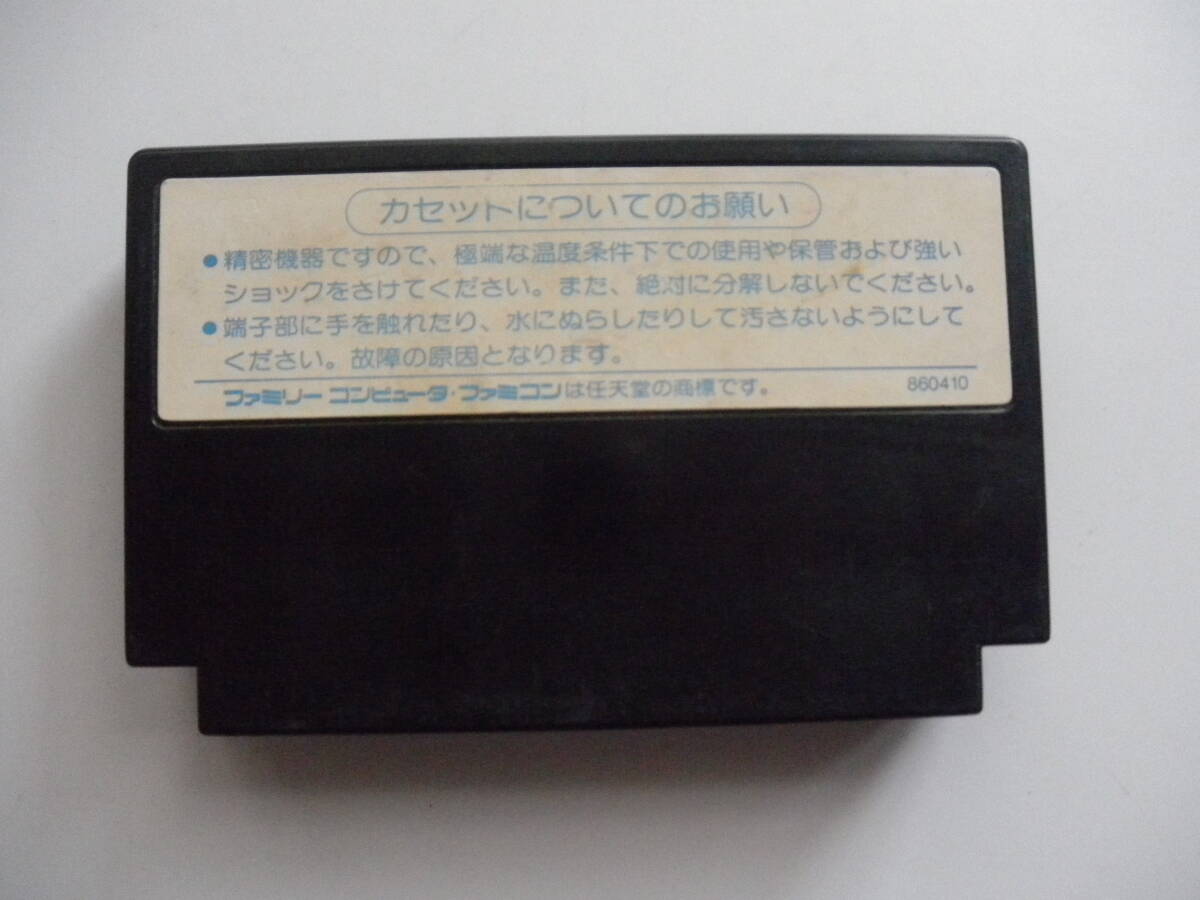 カセットについてのお願い
●精密機器ですので、極端な温度条件下での使用や保管および強い
ショックをさけてください。また、絶対に分解しないでください。
●端子部に手を触れたり、水にぬらしたりして汚さないようにして
ください。故障の原因となります。
ファミリーコンピュータ・ファミコンは任天堂の商標です。 860410